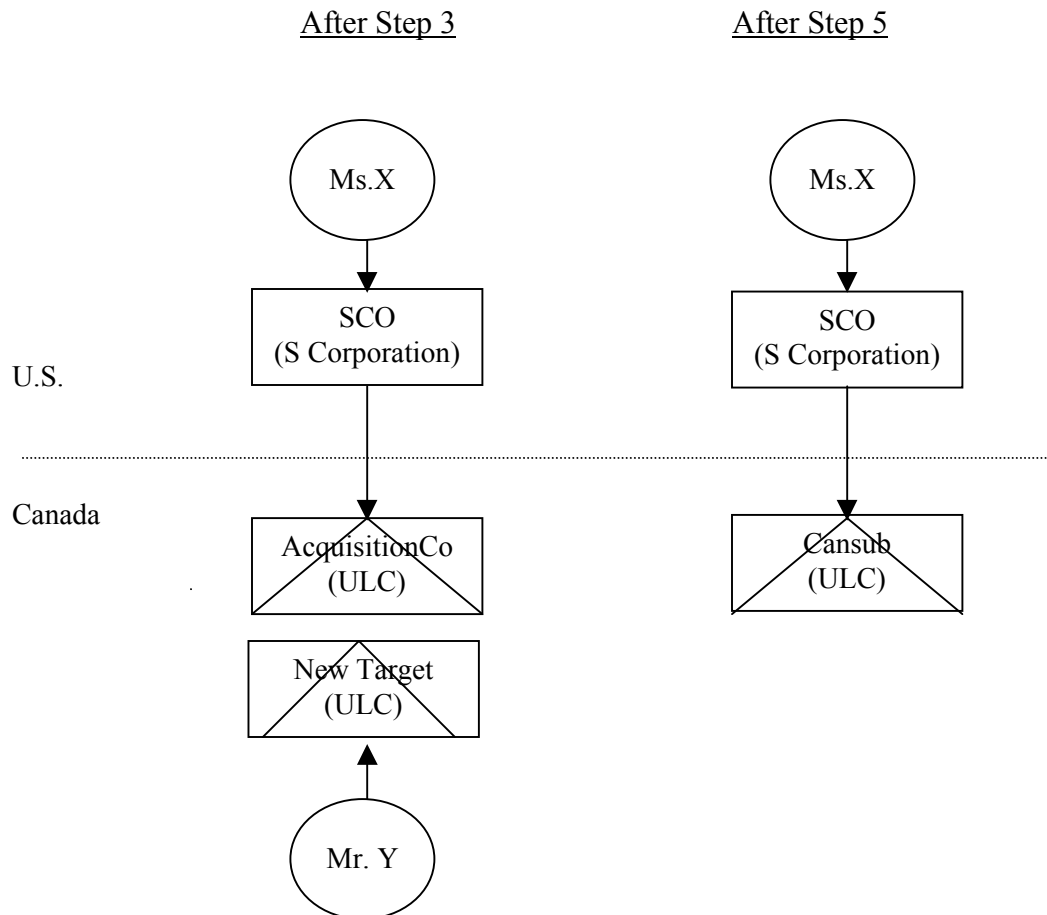 After Step 3
After Step 5
Ms.X
Ms.X
SCO
(S Corporation)
SCO
(S Corporation)
U.S.
Canada
AcquisitionCo
(ULC)
Cansub
(ULC)
New Target
(ULC)
Mr. Y